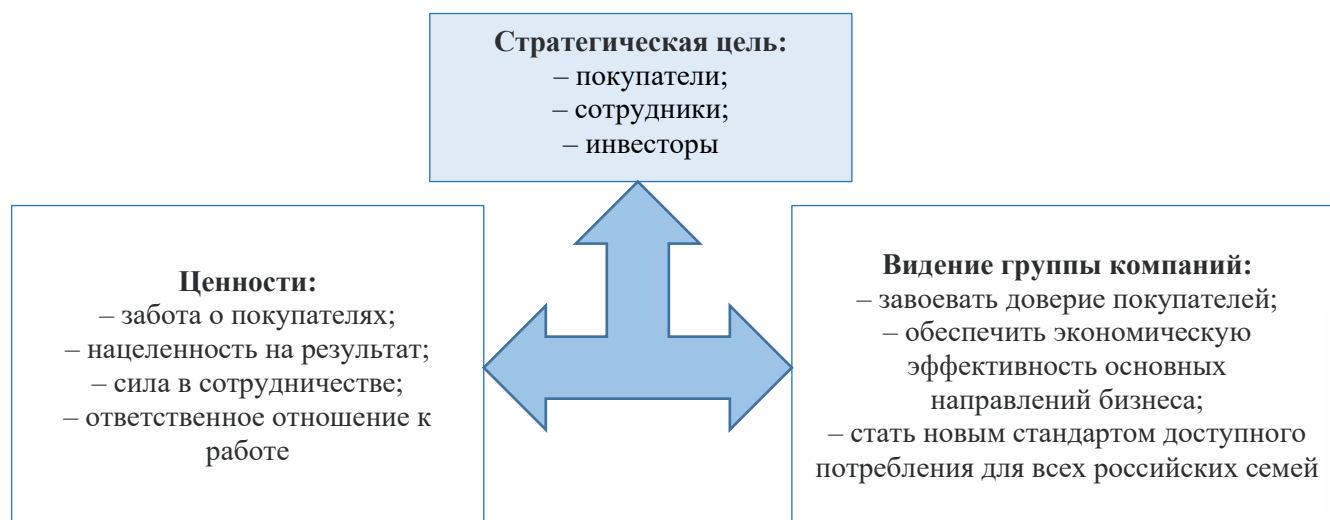 Стратегическая цель:
– покупатели;
– сотрудники;
– инвесторы
Ценности:
– забота о покупателях;
– нацеленность на результат;
– сила в сотрудничестве;
– ответственное отношение к
работе
Видение группы компаний:
– завоевать доверие покупателей;
– обеспечить экономическую
эффективность основных
направлений бизнеса;
– стать новым стандартом доступного
потребления для всех российских семей